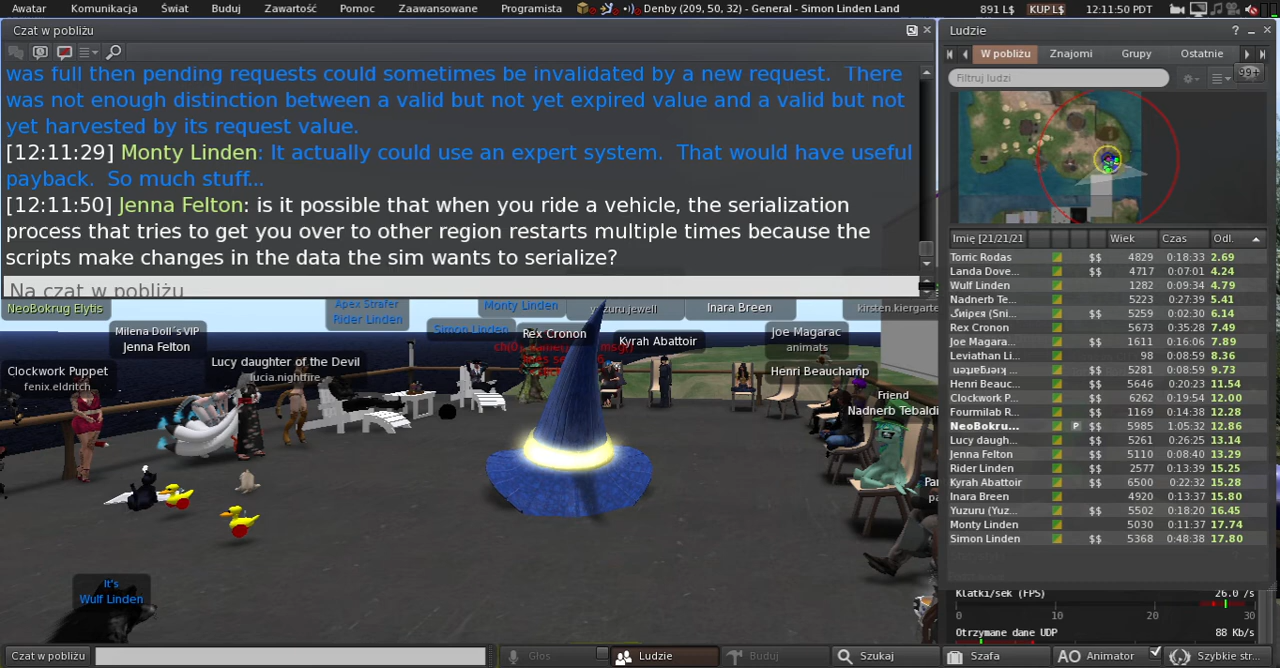 Awatar Komunikacja Świat Buduj Zawartość Pomoc Zaawansowane Programista Denby (209, 50, 32) - General - Simon Linden Land 891 L$ KUP L$ 12:11:50 PDT
Czat w pobliżu
was full then pending requests could sometimes be invalidated by a new request. There
was not enough distinction between a valid but not yet expired value and a valid but not
yet harvested by its request value.
[12:11:29] Monty Linden: It actually could use an expert system. That would have useful
payback. So much stuff...
[12:11:50] Jenna Felton: is it possible that when you ride a vehicle, the serialization
process that tries to get you over to other region restarts multiple times because the
scripts make changes in the data the sim wants to serialize?
Na czat w pobliżu
NeoBokrug Elytis
Apex Strafer
Rider Linden
Monty Linden
yuzuru.jewell
Inara Breen
kirsten.kiergarte
Milena Doll´s VIP
Jenna Felton
Simon Linden
Rex Cronon
Kyrah Abattoir
Joe Magarac
animats
Lucy daughter of the Devil
lucia.nightfire
Clockwork Puppet
fenix.eldritch
Henri Beauchamp
Friend
Nadnerb Tebaldi
Par
pa
It's
Wulf Linden
Ludzie
W pobliżu Znajomi Grupy Ostatnie
Filtruj ludzi 99+
Imię [21/21/21 Wiek Czas Odl.
Torric Rodas $$ 4829 0:18:33 2.69
Landa Dove... $$ 4717 0:07:01 4.24
Wulf Linden 1282 0:09:34 4.79
Nadnerb Te... 5223 0:27:39 5.41
(Sni... $$ 5259 0:02:30 6.14
Rex Cronon 5673 0:35:28 7.49
Joe Magara... 1611 0:16:06 7.89
Leviathan Li... 98 0:08:59 8.36
$$ 5281 0:08:59 9.73
Henri Beauc... 5646 0:20:23 11.54
Clockwork P... $$ 6262 0:19:54 12.00
Fourmilab R... 1169 0:14:38 12.28
NeoBokru... P $$ 5985 1:05:32 12.86
Lucy daugh... $$ 5261 0:26:25 13.14
Jenna Felton $$ 5110 0:08:40 13.29
Rider Linden $$ 2577 0:13:39 15.25
Kyrah Abattoir $$ 6500 0:22:32 15.28
Inara Breen 4920 0:13:37 15.80
Yuzuru (Yuz... $$ 5502 0:18:20 16.45
Monty Linden 5030 0:11:37 17.74
Simon Linden $$ 5368 0:48:38 17.80
Klatki/sek (FPS) 26.0 /s
0 10 20 30
Otrzymane dane UDP 88 Kb/s
Czat w pobliżu Głos Ludzie Buduj Szukaj Szafa AO Animator Szybkie str...